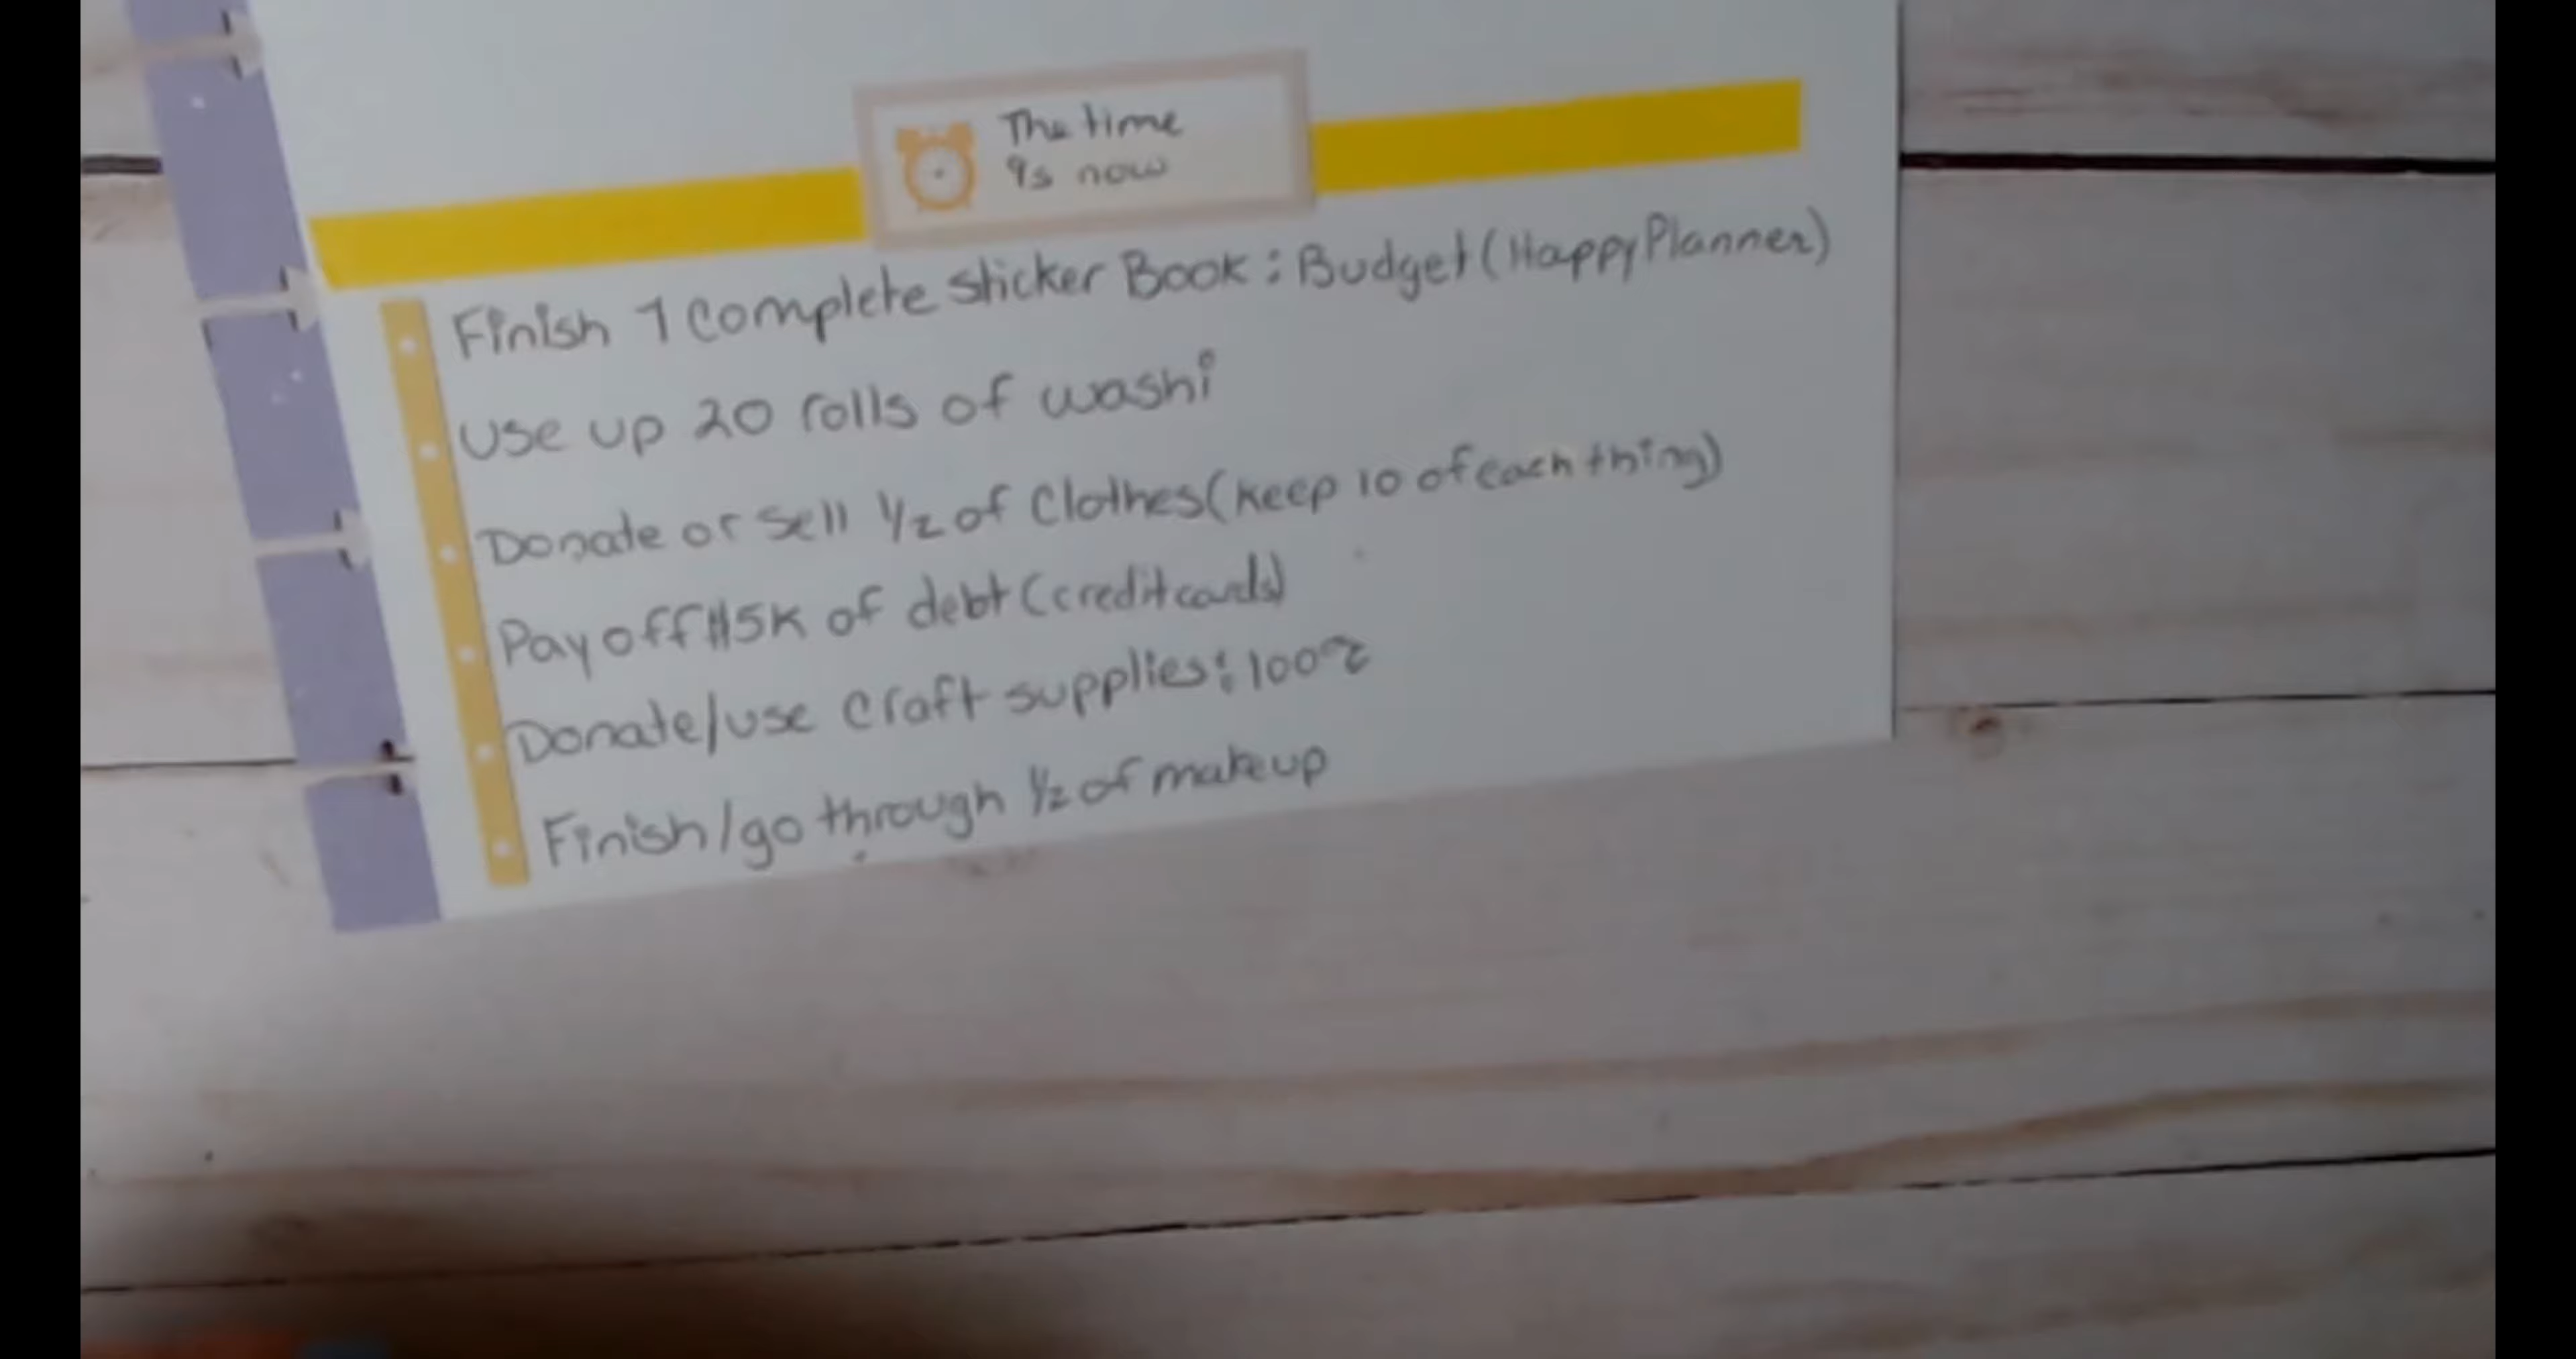 The time
is now
Finish 1 Complete Sticker Book : Budget (Happy Planner)
Use up 20 rolls of washi
Donate or Sell 1/2 of Clothes (keep 10 of each thing)
Pay off $5K of debt (credit cards)
Donate/use Craft supplies: 100%
Finish/go through 1/2 of makeup